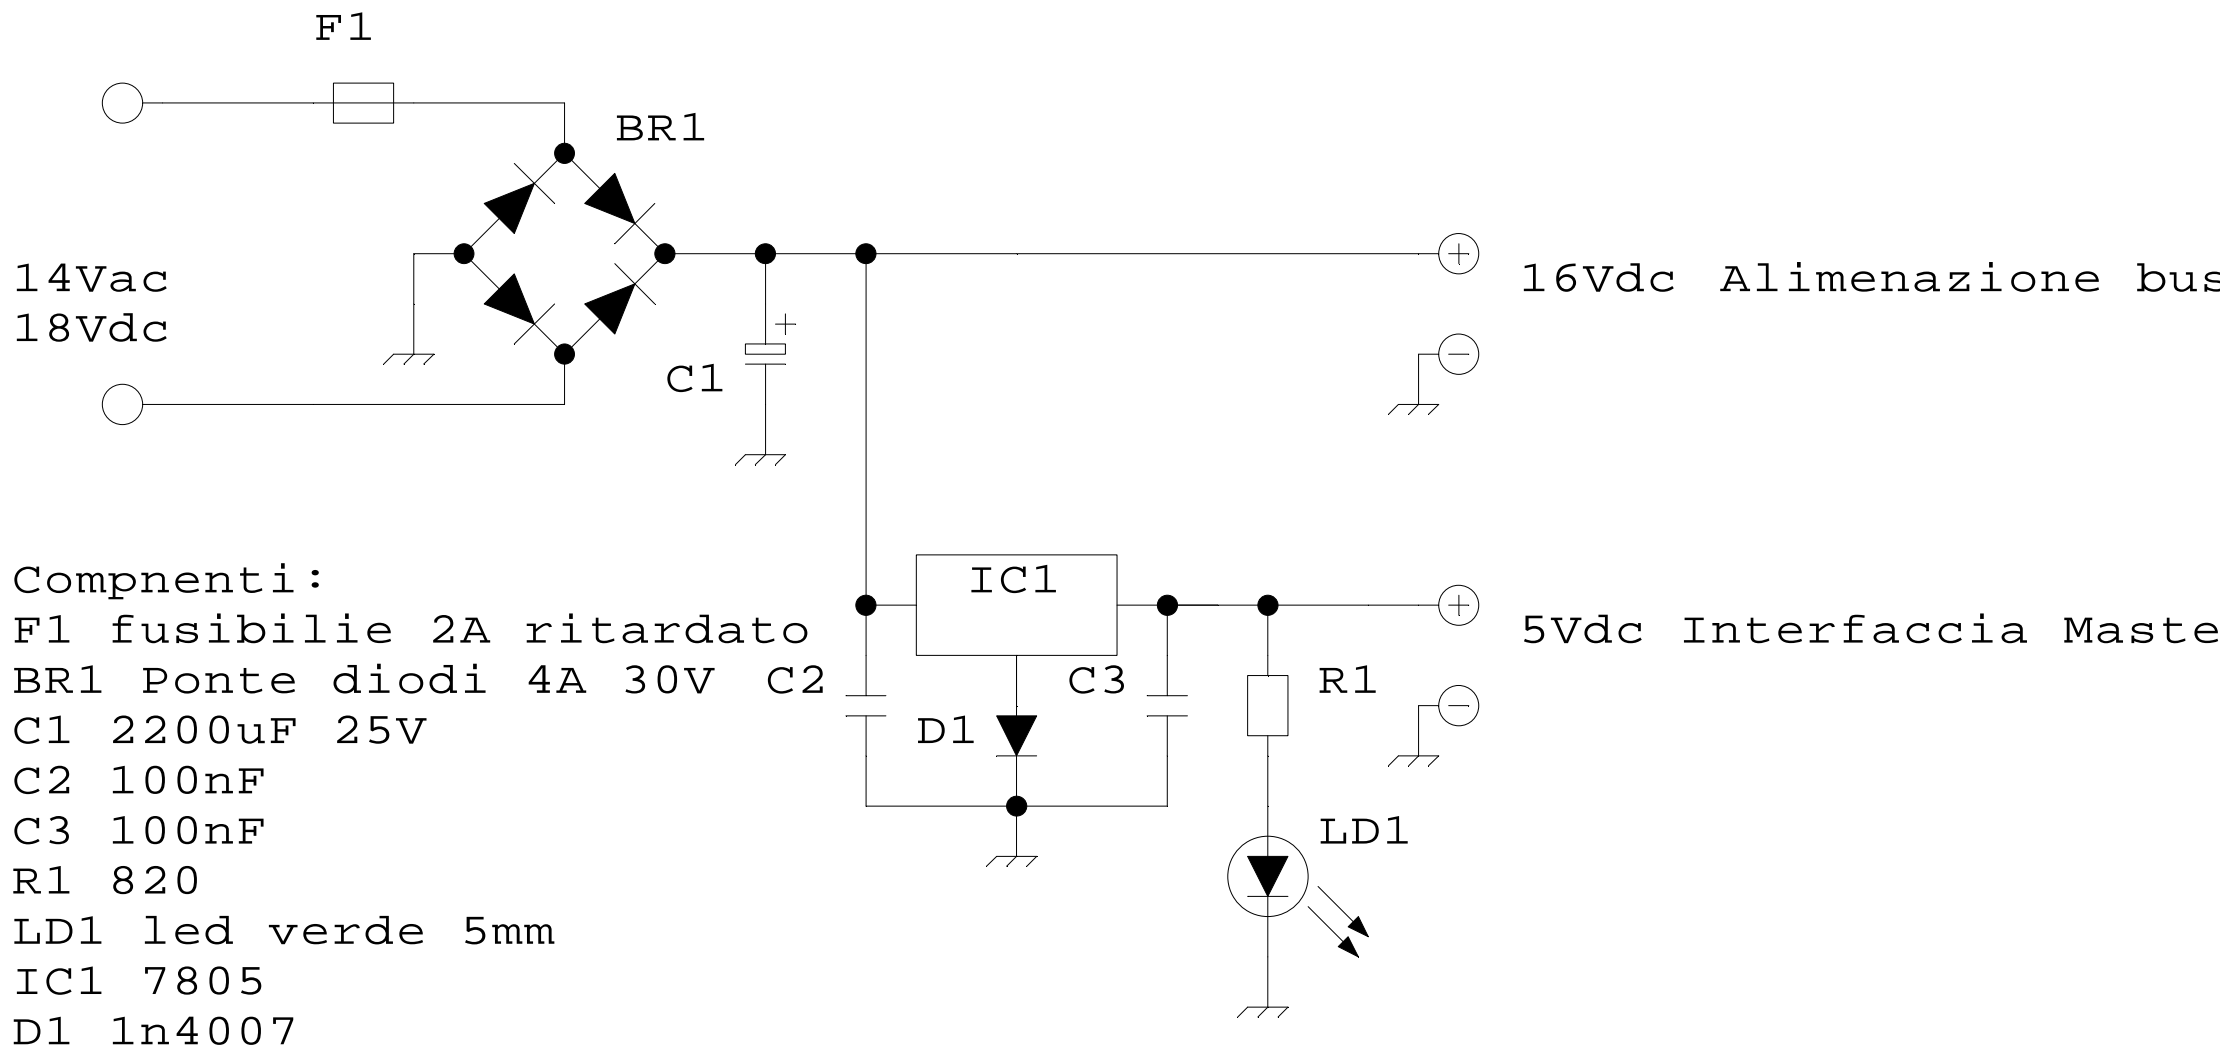 F1
BR1
14Vac
18Vdc
16Vdc Alimenazione bus
C1
IC1
Compnenti:
F1 fusibilie 2A ritardato
5Vdc Interfaccia Maste
BR1 Ponte diodi 4A 30V
C2
C3
R1
C1 2200uF 25V
D1
C2 100nF
C3 100nF
LD1
R1 820
LD1 led verde 5mm
IC1 7805
D1 1n4007